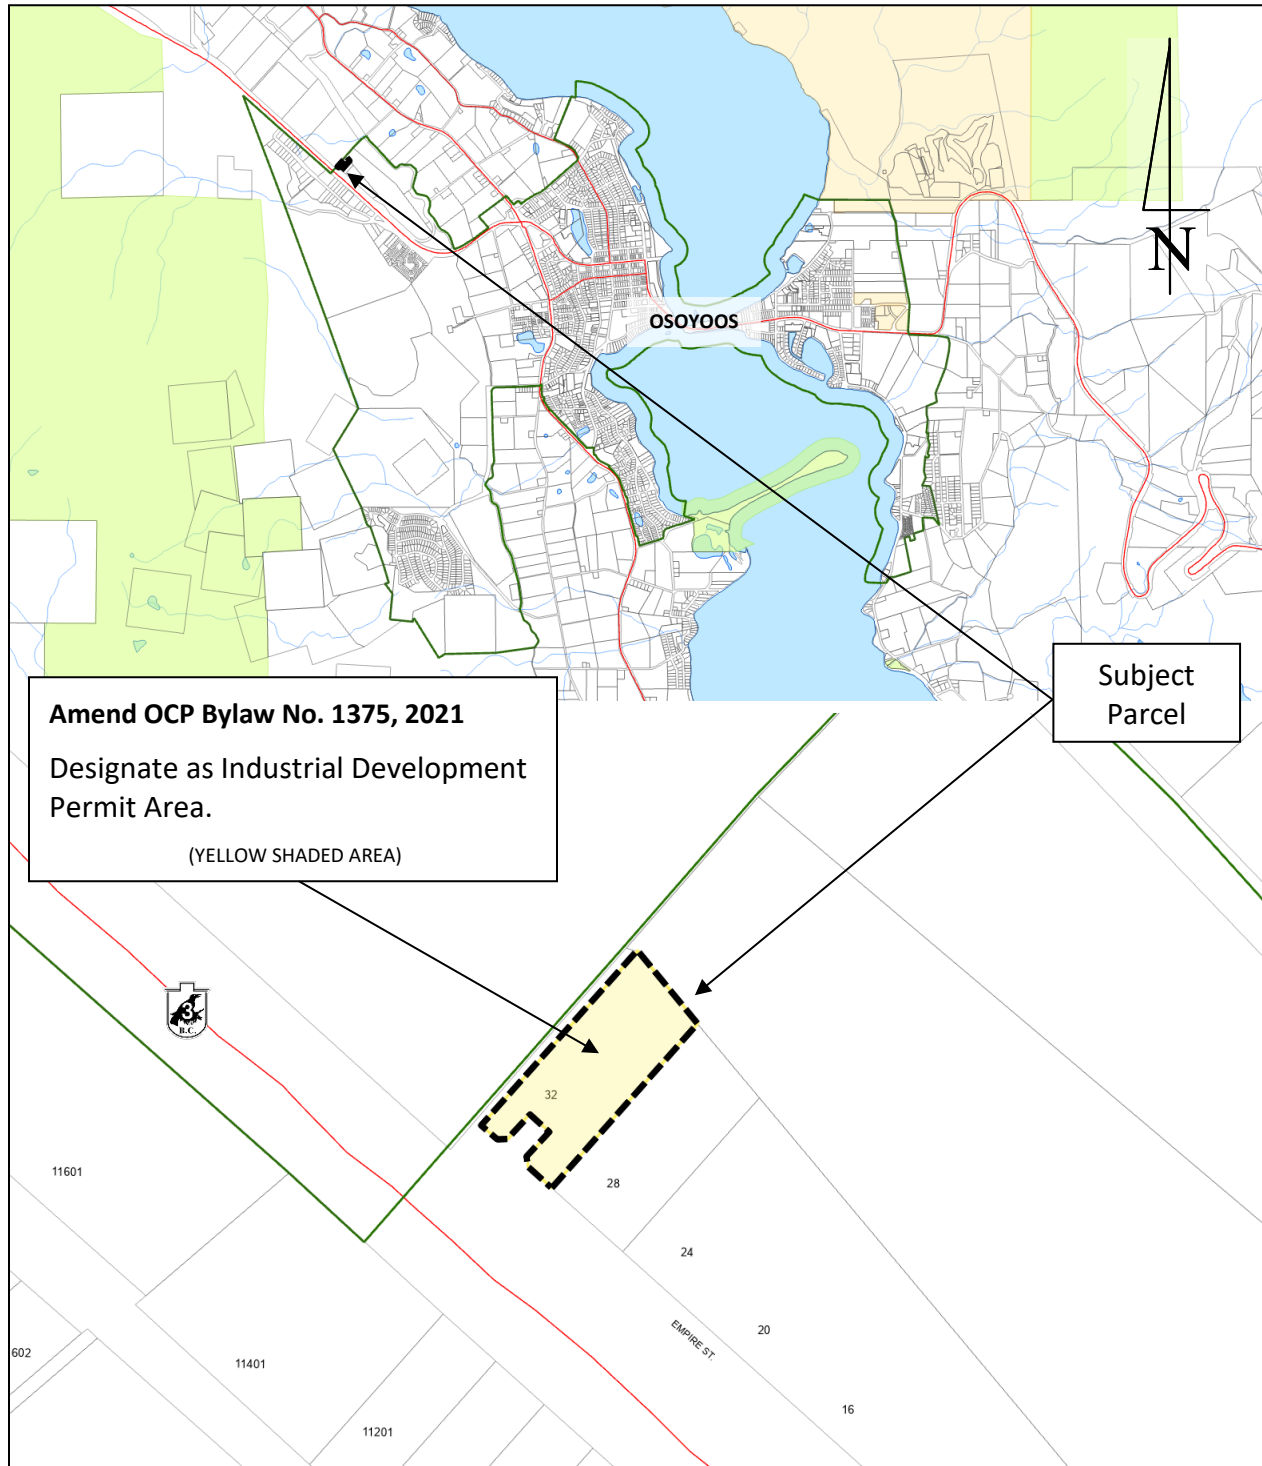 N
OSOYOOS
Subject
Parcel
Amend OCP Bylaw No. 1375, 2021
Designate as Industrial Development
Permit Area.
(YELLOW SHADED AREA)
3
B.C.
32
11601
28
24
EMPIRE ST.
20
602
11401
16
11201